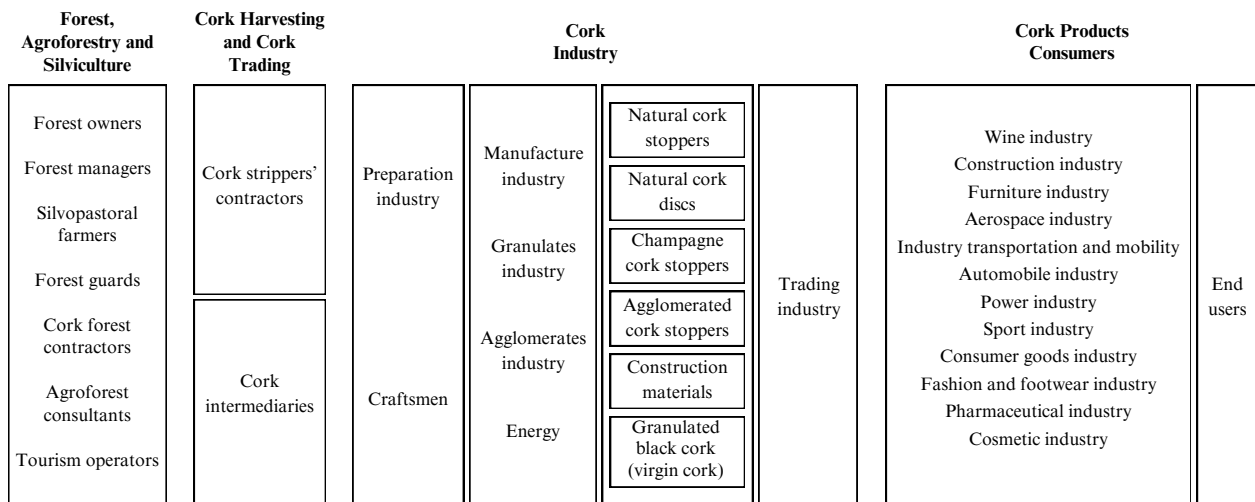 Forest,
Agroforestry and
Silviculture
Cork Harvesting
and Cork
Trading
Cork
Industry
Cork Products
Consumers
Forest owners
Forest managers
Silvopastoral
farmers
Forest guards
Cork forest
contractors
Agroforest
consultants
Tourism operators
Cork strippers’
contractors
Cork
intermediaries
Preparation
industry
Craftsmen
Manufacture
industry
Granulates
industry
Agglomerates
industry
Energy
Natural cork
stoppers
Natural cork
discs
Champagne
cork stoppers
Agglomerated
cork stoppers
Construction
materials
Granulated
black cork
(virgin cork)
Trading
industry
Wine industry
Construction industry
Furniture industry
Aerospace industry
Industry transportation and mobility
Automobile industry
Power industry
Sport industry
Consumer goods industry
Fashion and footwear industry
Pharmaceutical industry
Cosmetic industry
End
users